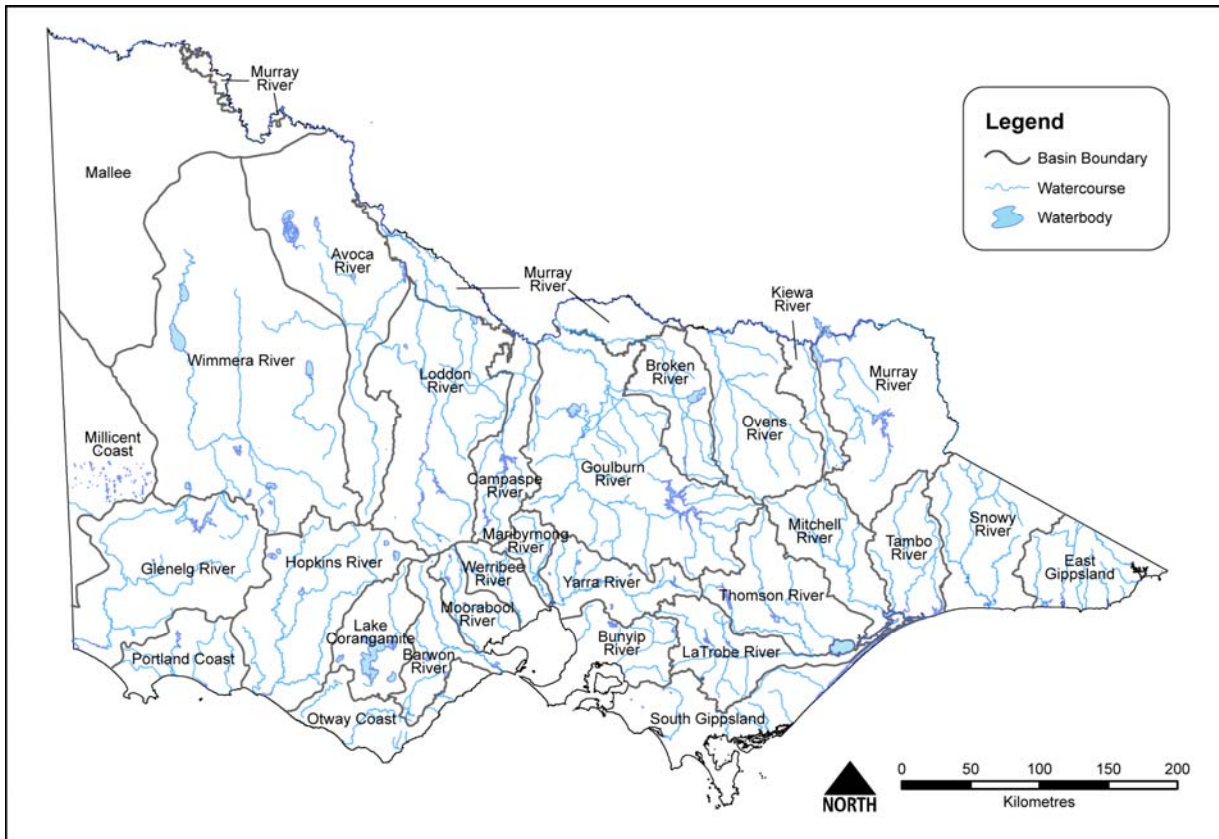 Murray
River
Mallee
Legend
Basin Boundary
Watercourse
Waterbody
Avoca
River
Murray
River
Kiewa
River
Wimmera River
Loddon
River
Broken
River
Murray
River
Millicent
Coast
Ovens
River
Goulburn
River
Campaspe
River
Mitchell
River
Snowy
River
Tambo
River
East
Gippsland
Maribyrnong
River
Glenelg River
Hopkins River
Werribee
River
Yarra River
Thomson River
Moorabool
River
Lake
Corangamite
Bunyip
River
LaTrobe River
Barwon
River
Portland Coast
Otway Coast
South Gippsland
NORTH
0 50 100 150 200
Kilometres